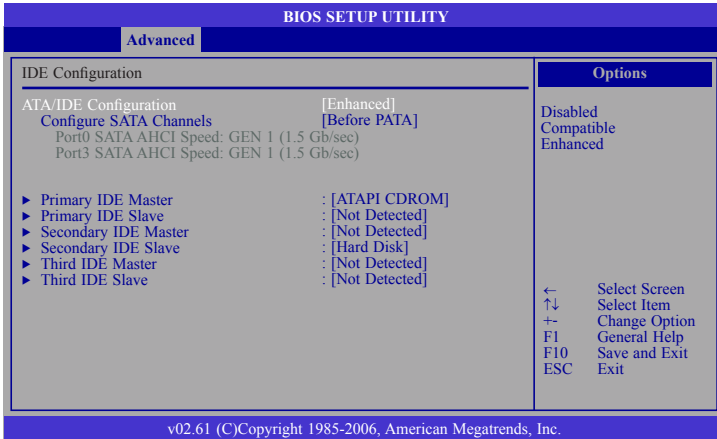 BIOS SETUP UTILITY
Advanced
IDE Configuration
ATA/IDE Configuration [Enhanced]
Configure SATA Channels [Before PATA]
Port0 SATA AHCI Speed: GEN 1 (1.5 Gb/sec)
Port3 SATA AHCI Speed: GEN 1 (1.5 Gb/sec)
Primary IDE Master : [ATAPI CDROM]
Primary IDE Slave : [Not Detected]
Secondary IDE Master : [Not Detected]
Secondary IDE Slave : [Hard Disk]
Third IDE Master : [Not Detected]
Third IDE Slave : [Not Detected]
Options
Disabled
Compatible
Enhanced
← Select Screen
↑↓ Select Item
+- Change Option
F1 General Help
F10 Save and Exit
ESC Exit
v02.61 (C)Copyright 1985-2006, American Megatrends, Inc.